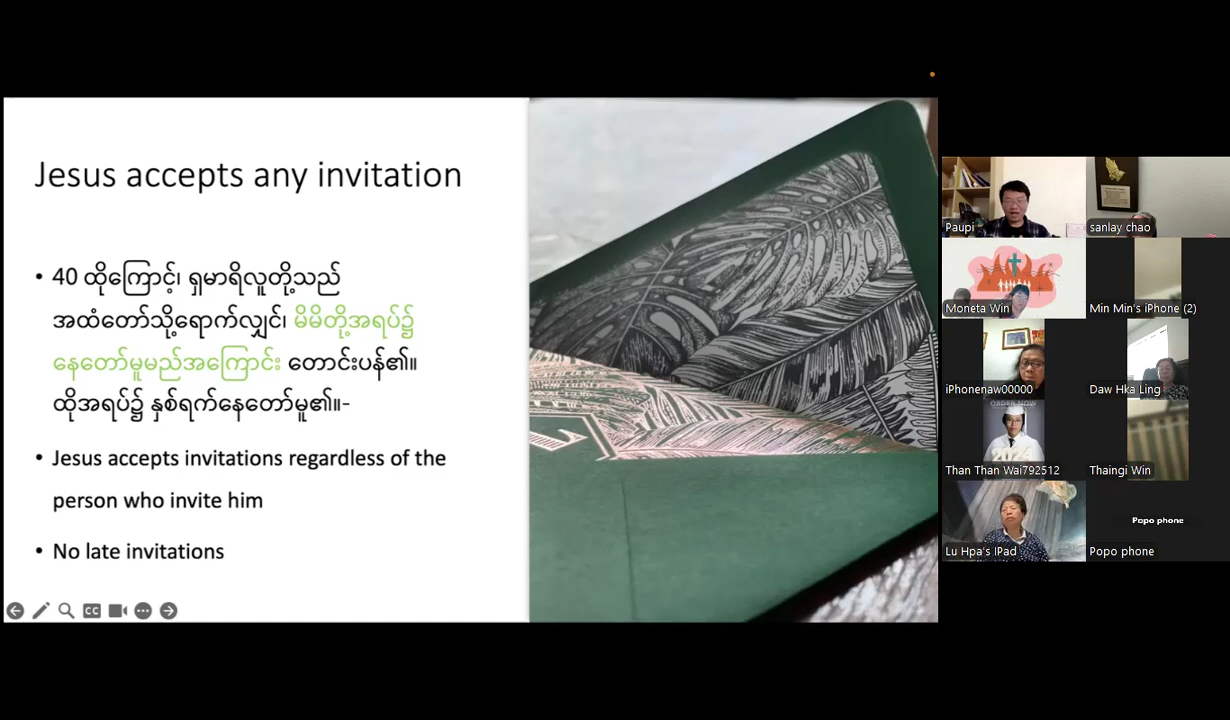 Jesus accepts any invitation
• 40 ထိုကြောင့်၊ ရှမာရိလူတို့သည်
အထံတော်သို့ရောက်လျှင်၊ မိမိတို့အရပ်၌
နေတော်မူမည်အကြောင်း တောင်းပန်၏။
ထိုအရပ်၌ နှစ်ရက်နေတော်မူ၏။-
• Jesus accepts invitations regardless of the
person who invite him
• No late invitations
CC
Paupi
sanlay chao
Moneta Win
Min Min's iPhone (2)
iPhonenaw00000
Daw Hka Ling
ORDER NOW
Than Than Wai792512
Thaingi Win
Lu Hpa's IPad
Popo phone
Popo phone